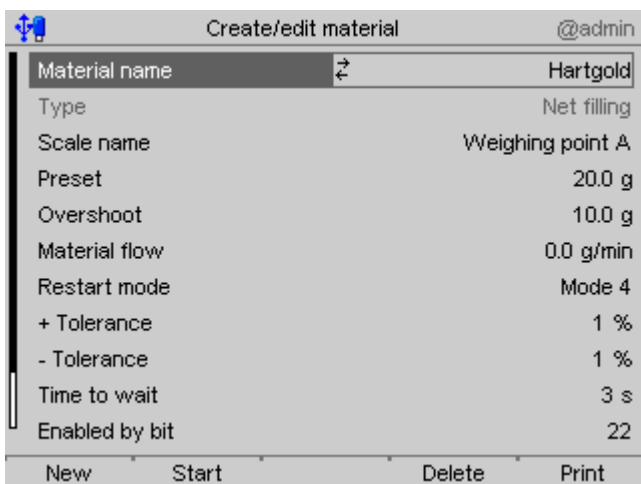 Create/edit material @admin
Material name Hartgold
Type Net filling
Scale name Weighing point A
Preset 20.0 g
Overshoot 10.0 g
Material flow 0.0 g/min
Restart mode Mode 4
+ Tolerance 1 %
- Tolerance 1 %
Time to wait 3 s
Enabled by bit 22
New Start Delete Print